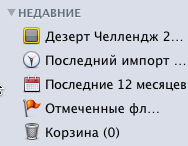 НЕДАВНИЕ
Дезерт Челлендж 2...
Последний импорт ...
Последние 12 месяцев
Отмеченные фл...
Корзина (0)